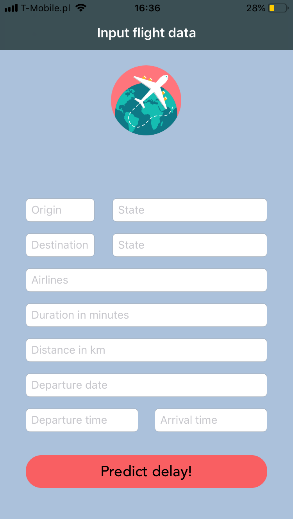 T-Mobile.pl 16:36 28%
Input flight data
Origin State
Destination State
Airlines
Duration in minutes
Distance in km
Departure date
Departure time Arrival time
Predict delay!